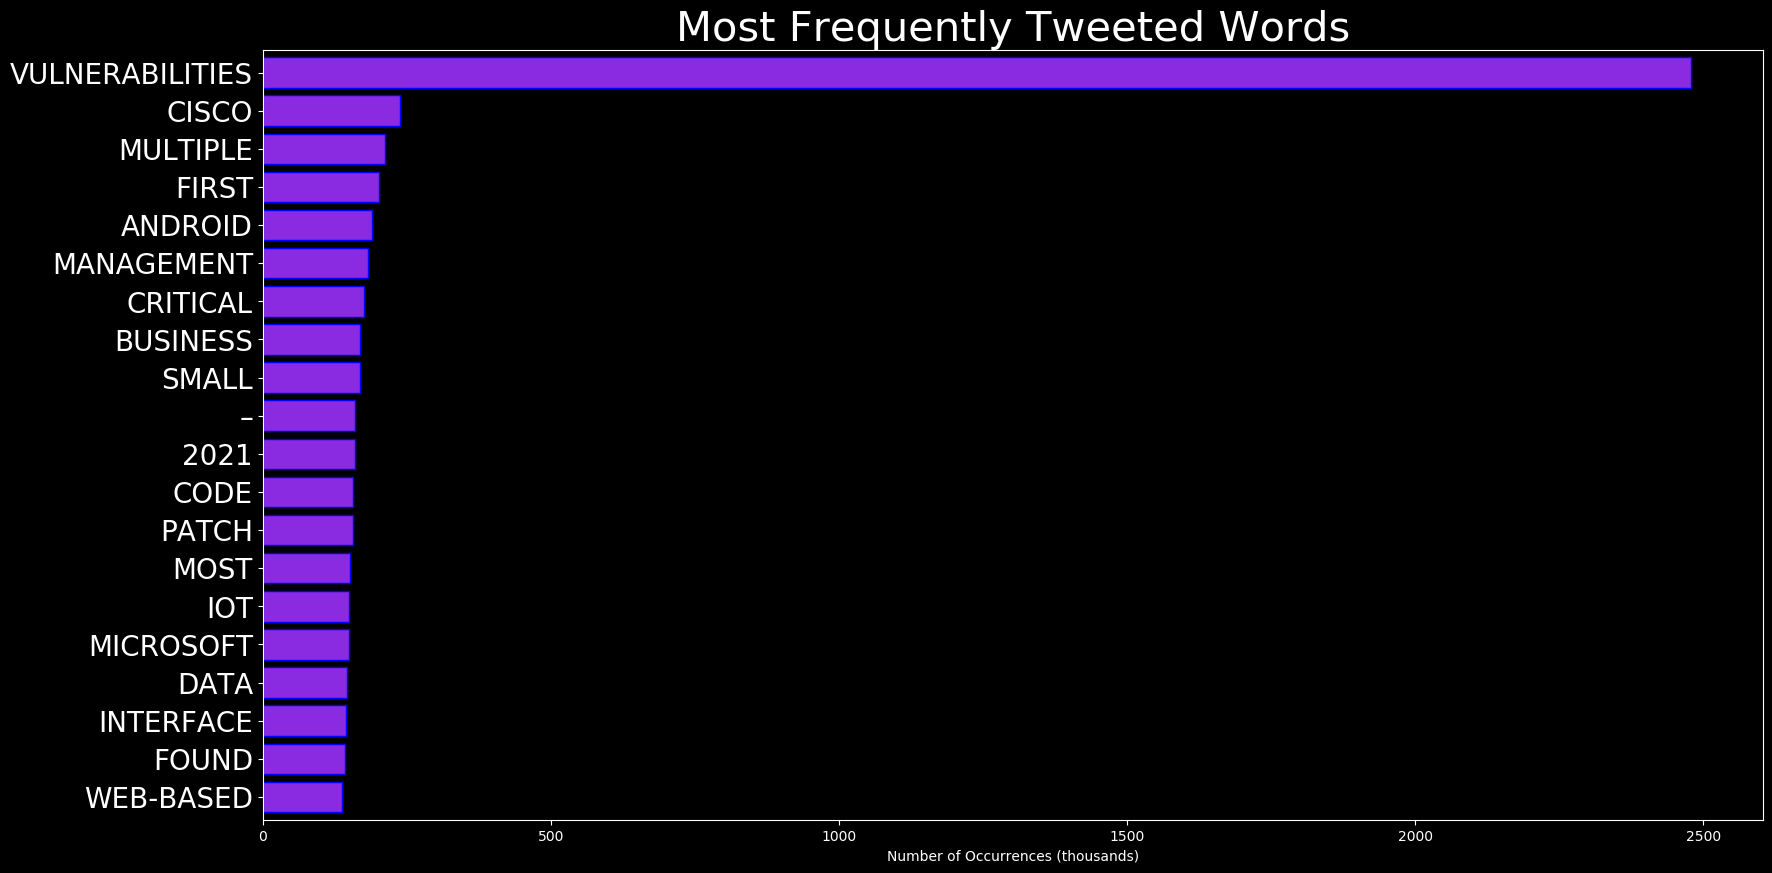 Most Frequently Tweeted Words
VULNERABILITIES
CISCO
MULTIPLE
FIRST
ANDROID
MANAGEMENT
CRITICAL
BUSINESS
SMALL
–
2021
CODE
PATCH
MOST
IOT
MICROSOFT
DATA
INTERFACE
FOUND
WEB-BASED
0 500 1000 1500 2000 2500
Number of Occurrences (thousands)